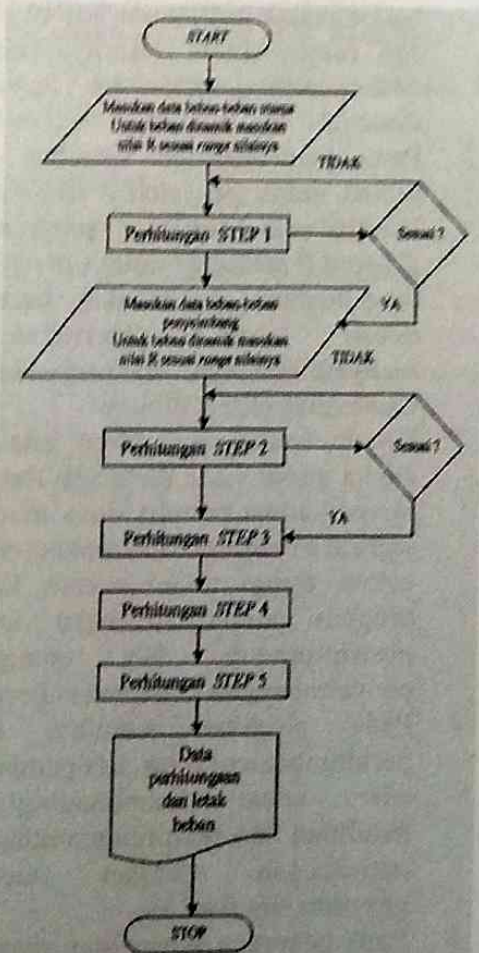 START
Masukan data beban-beban utama
Untuk beban dinamik masukan
nilai R sesuai range nilainya
TIDAK
Perhitungan STEP 1
Sesuai ?
YA
Masukan data beban-beban
penyeimbang
Untuk beban dinamik masukan
nilai R sesuai range nilainya
TIDAK
Perhitungan STEP 2
Sesuai ?
YA
Perhitungan STEP 3
Perhitungan STEP 4
Perhitungan STEP 5
Data
perhitungaan
dan letak
beban
STOP